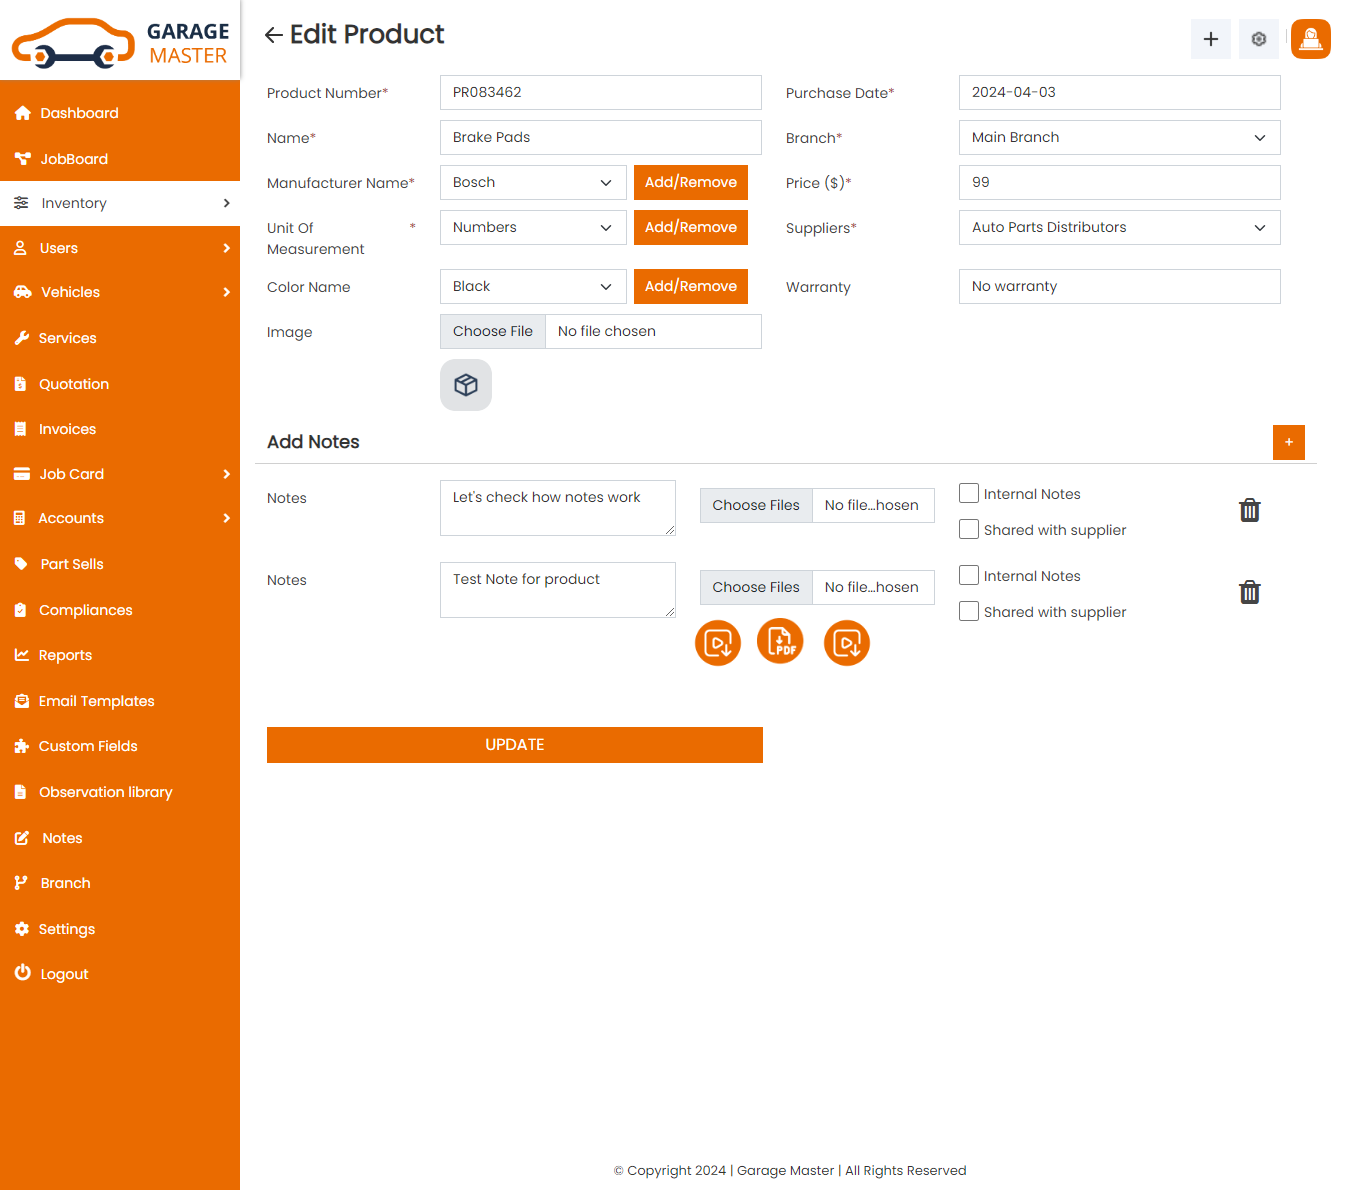 GARAGE
MASTER
Dashboard
JobBoard
Inventory
Users
Vehicles
Services
Quotation
Invoices
Job Card
Accounts
Part Sells
Compliances
Reports
Email Templates
Custom Fields
Observation library
Notes
Branch
Settings
Logout
Edit Product
Product Number* PR083462 Purchase Date* 2024-04-03
Name* Brake Pads Branch* Main Branch
Manufacturer Name* Bosch Add/Remove Price ($)* 99
Unit Of * Numbers Add/Remove Suppliers* Auto Parts Distributors
Measurement
Color Name Black Add/Remove Warranty No warranty
Image Choose File No file chosen
Add Notes +
Notes Let's check how notes work Choose Files No file...hosen Internal Notes
Shared with supplier
Notes Test Note for product Choose Files No file...hosen Internal Notes
Shared with supplier
PDF
UPDATE
© Copyright 2024 | Garage Master | All Rights Reserved